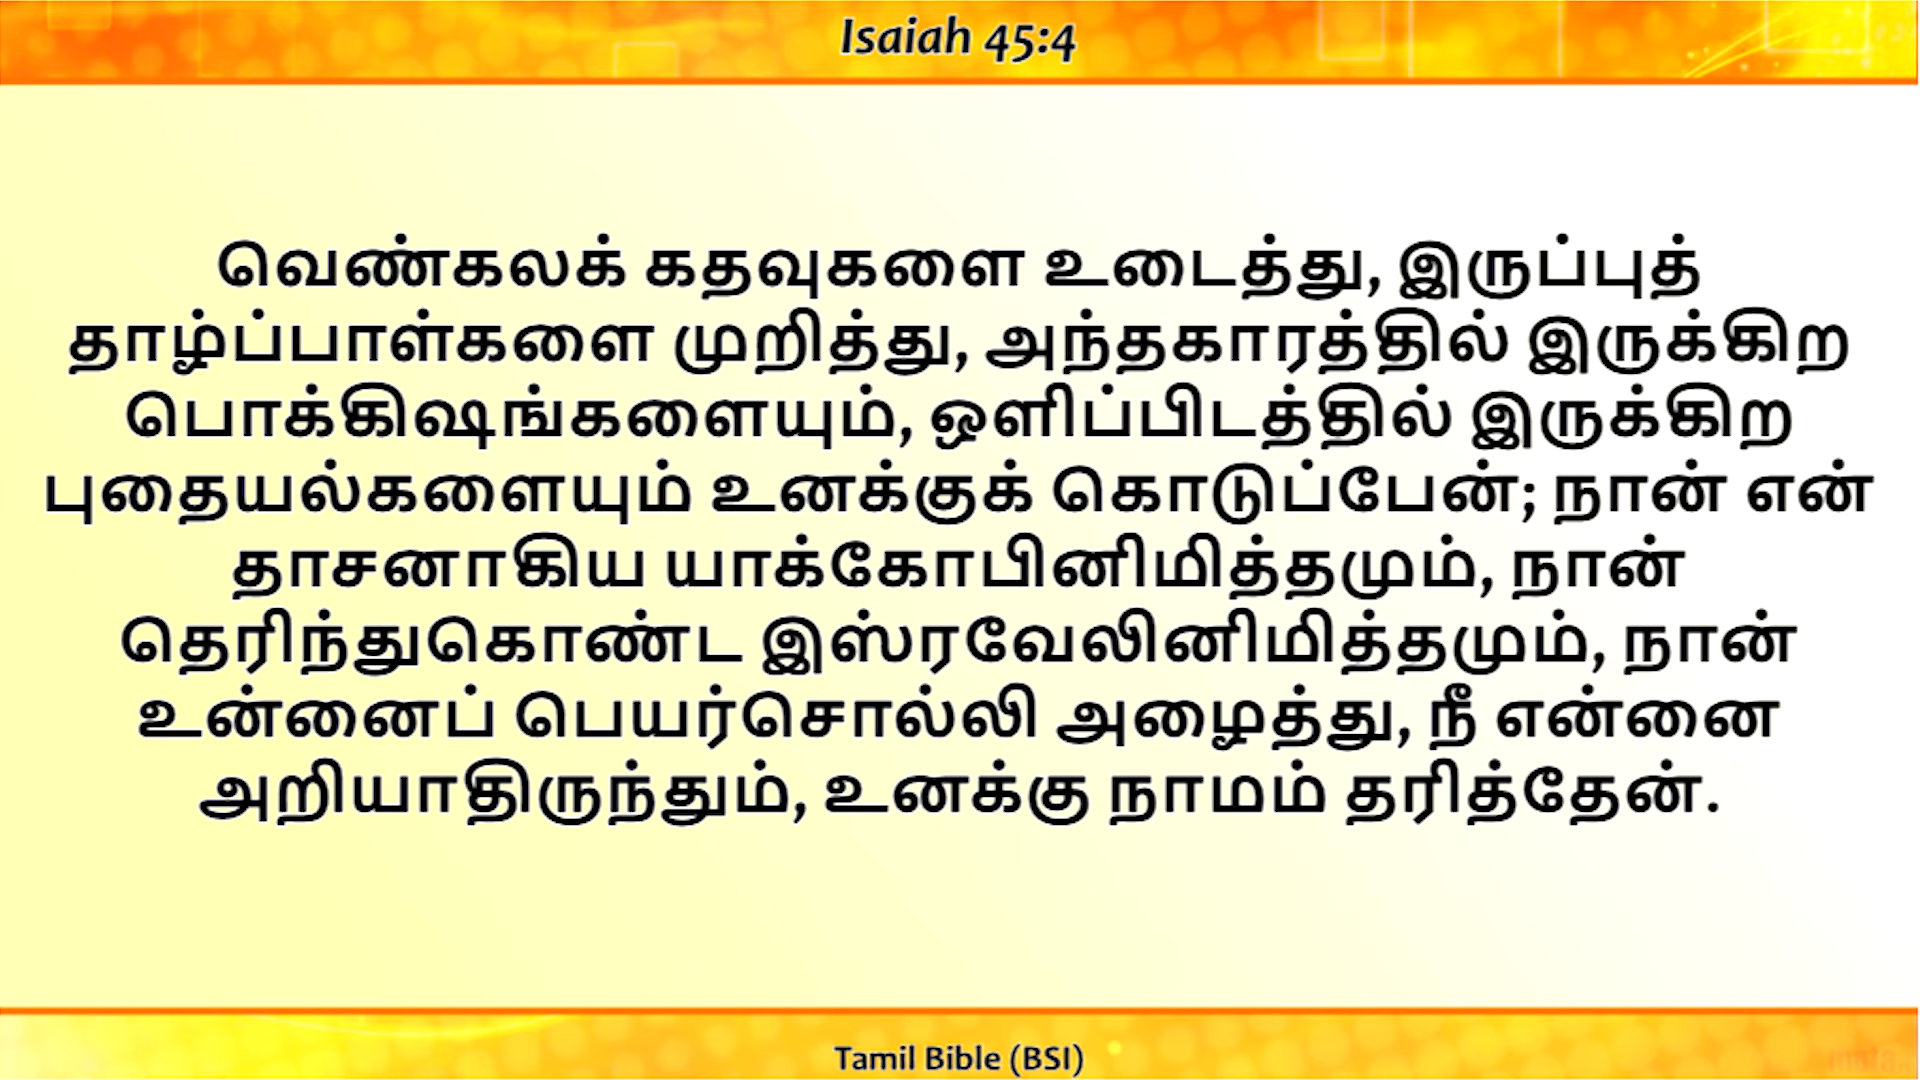 Isaiah 45:4
வெண்கலக் கதவுகளை உடைத்து, இருப்புத்
தாழ்ப்பாள்களை முறித்து, அந்தகாரத்தில் இருக்கிற
பொக்கிஷங்களையும், ஒளிப்பிடத்தில் இருக்கிற
புதையல்களையும் உனக்குக் கொடுப்பேன்; நான் என்
தாசனாகிய யாக்கோபினிமித்தமும், நான்
தெரிந்துகொண்ட இஸ்ரவேலினிமித்தமும், நான்
உன்னைப் பெயர்சொல்லி அழைத்து, நீ என்னை
அறியாதிருந்தும், உனக்கு நாமம் தரித்தேன்.
Tamil Bible (BSI)